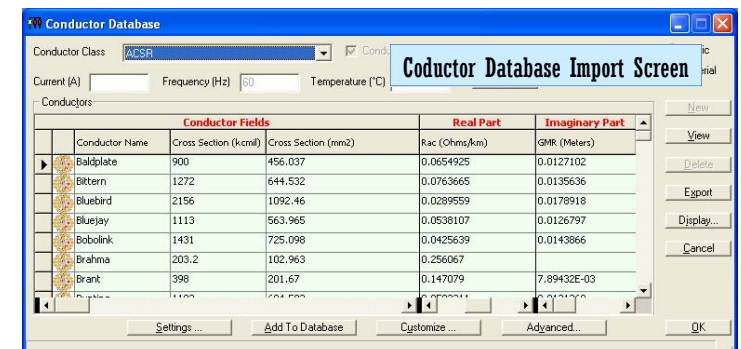 Conductor Database
Conductor Class ACSR
Coductor Database Import Screen
Current (A) Frequency (Hz) 60 Temperature (°C)
Conductors
New
Conductor Fields Real Part Imaginary Part
Conductor Name Cross Section (kcmil) Cross Section (mm2) Rac (Ohms/km) GMR (Meters)
View
Baldplate 900 456.037 0.0654925 0.0127102
Delete
Bittern 1272 644.532 0.0763665 0.0135636
Export
Bluebird 2156 1092.46 0.0289559 0.0178918
Bluejay 1113 563.965 0.0538107 0.0126797
Display...
Bobolink 1431 725.098 0.0425639 0.0143866
Cancel
Brahma 203.2 102.963 0.256067
Brant 398 201.67 0.147079 7.89432E-03
Settings ... Add To Database Customize ... Advanced... OK